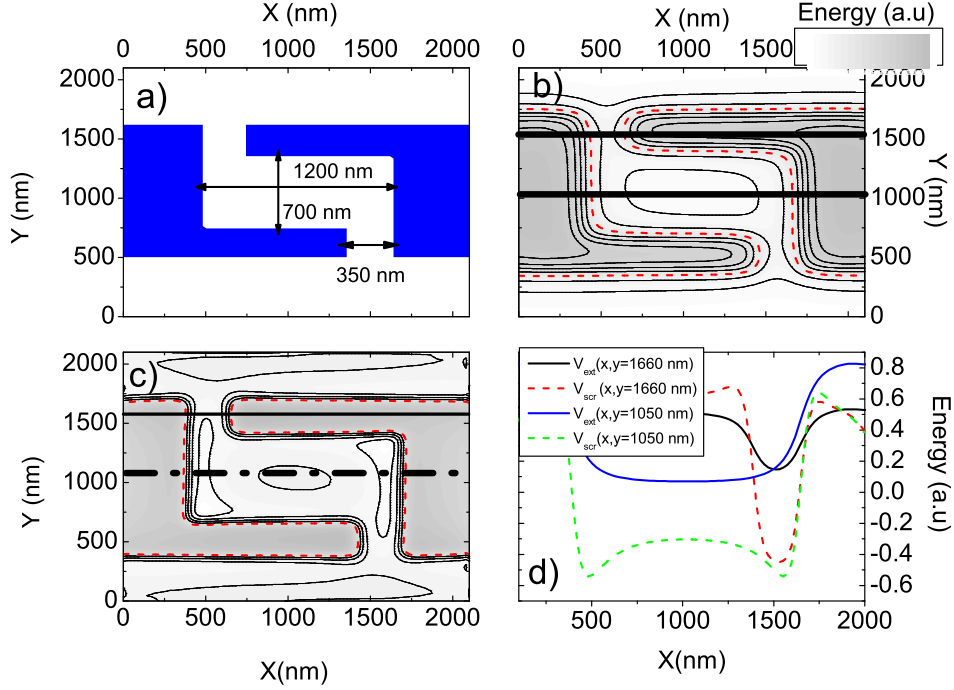 X (nm)
X (nm)
Energy (a.u)
0 500 1000 1500 2000
0 500 1000 1500
2000
1500
1000
500
0
Y (nm)
a)
1200 nm
700 nm
350 nm
b)
2000
1500
1000
500
0
Y (nm)
2000
1500
1000
500
0
Y (nm)
c)
0 500 1000 1500 2000
X(nm)
V_ext(x,y=1660 nm)
V_scr(x,y=1660 nm)
V_ext(x,y=1050 nm)
V_scr(x,y=1050 nm)
d)
0.8
0.6
0.4
0.2
0.0
-0.2
-0.4
-0.6
Energy (a.u)
500 1000 1500 2000
X(nm)